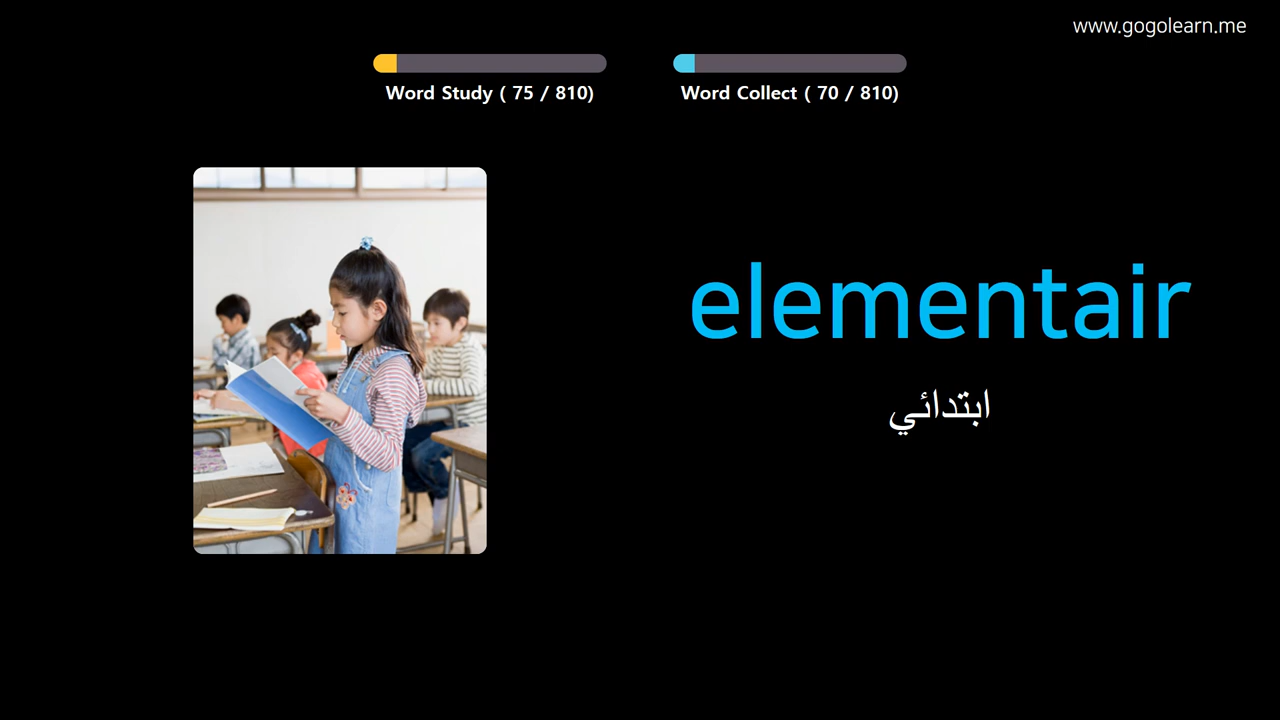 www.gogolearn.me
Word Study ( 75 / 810)
Word Collect ( 70 / 810)
elementair
ابتدائي